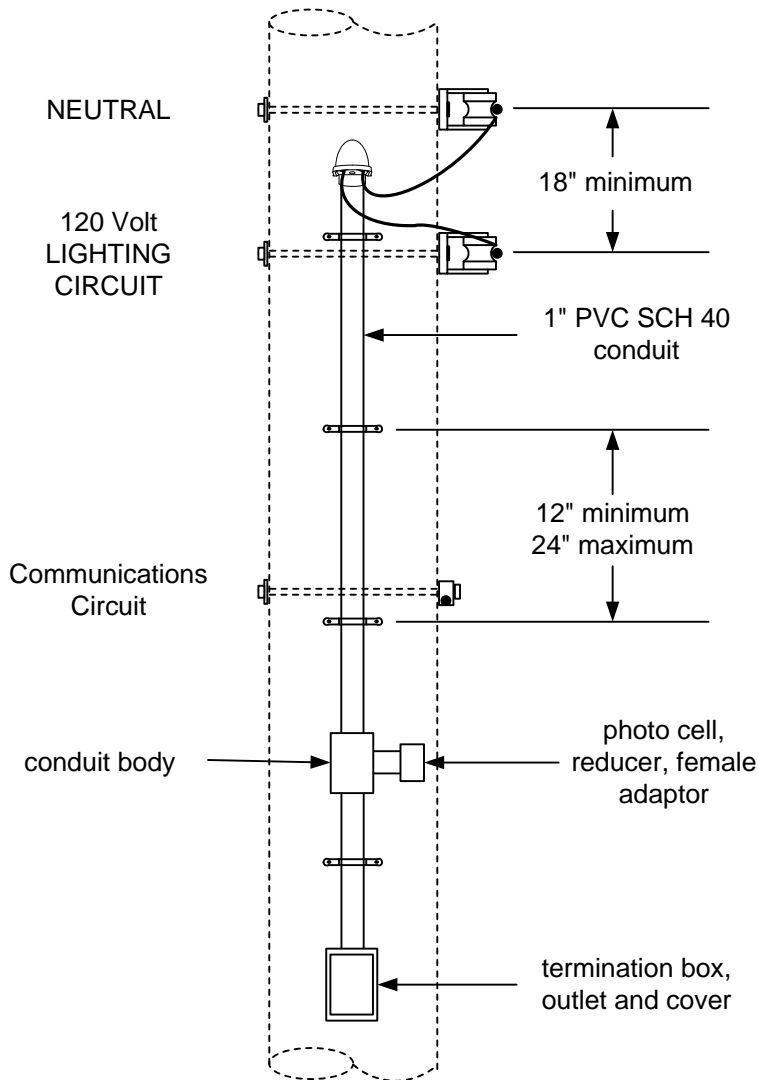 NEUTRAL
18" minimum
120 Volt
LIGHTING
CIRCUIT
1" PVC SCH 40
conduit
12" minimum
24" maximum
Communications
Circuit
conduit body
photo cell,
reducer, female
adaptor
termination box,
outlet and cover